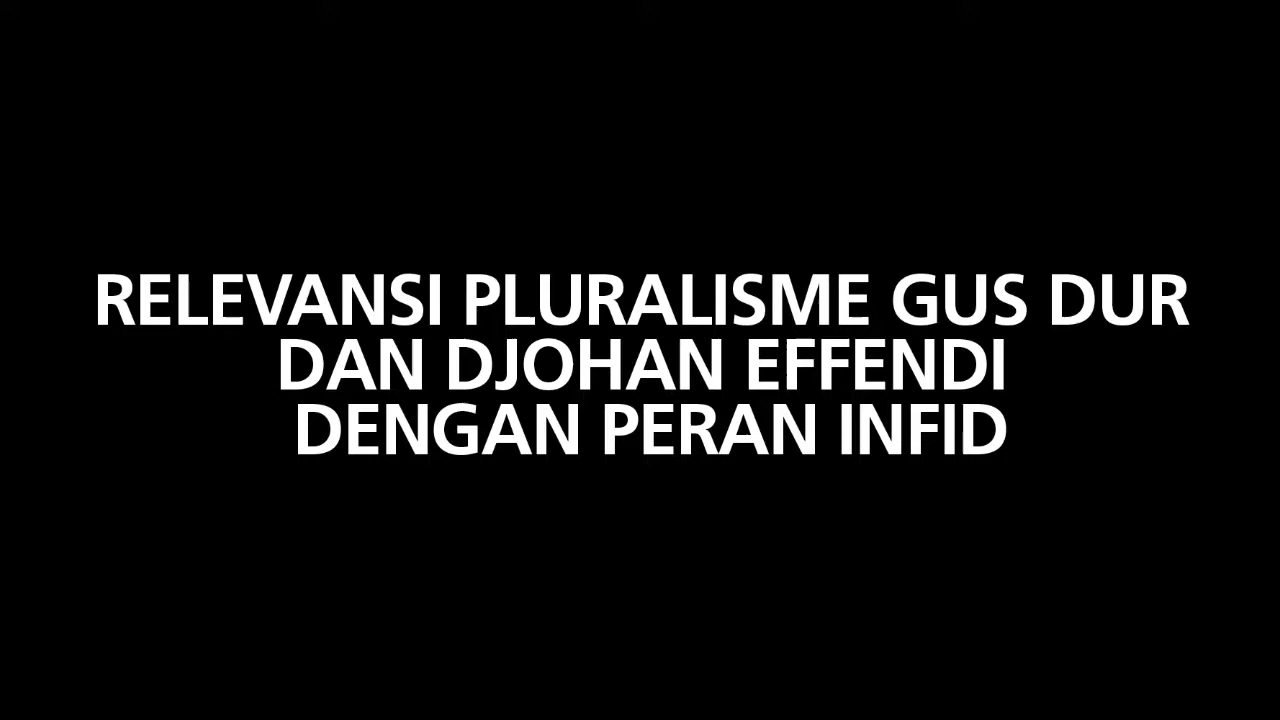 RELEVANSI PLURALISME GUS DUR
DAN DJOHAN EFFENDI
DENGAN PERAN INFID